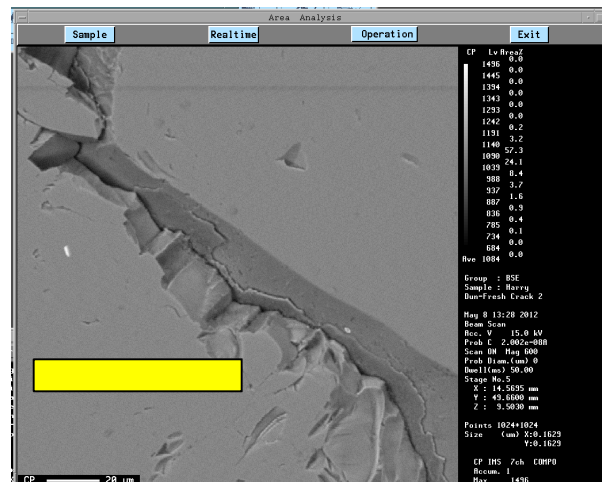 Area Analysis
Sample Realtime Operation Exit
CP Lv Area%
0.0
1496
0.0
1445
0.0
1394
0.0
1343
0.0
1293
0.0
1242
0.2
1191
3.2
1140
57.3
1090
24.1
1039
8.4
988
3.7
937
1.6
887
0.9
836
0.4
785
0.1
734
0.0
684
0.0
Ave 1084
Group : BSE
Sample : Harry
Dun-Fresh Crack 2
May 8 13:28 2012
Beam Scan
Acc. V 15.0 kV
Prob C 2.002e-08A
Scan ON Mag 600
Prob Diam.(um) 0
Dwell(ms) 50.00
Stage No.5
X : 14.5695 mm
Y : 49.6600 mm
Z : 9.5030 mm
Points 1024*1024
Size (um) X:0.1629
Y:0.1629
CP IMS 7ch COMPO
Accum. 1
Max 1496
CP 20 um